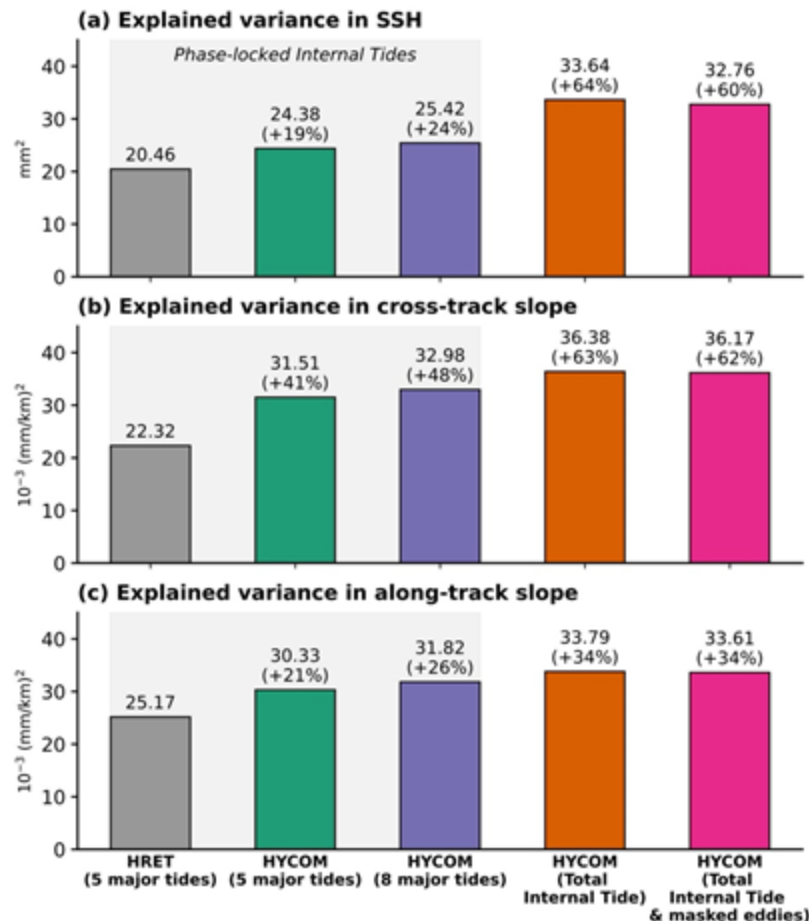 (a) Explained variance in SSH
Phase-locked Internal Tides
mm²
40
30
20
10
0
20.46
24.38
(+19%)
25.42
(+24%)
33.64
(+64%)
32.76
(+60%)
(b) Explained variance in cross-track slope
10⁻³ (mm/km)²
40
30
20
10
0
22.32
31.51
(+41%)
32.98
(+48%)
36.38
(+63%)
36.17
(+62%)
(c) Explained variance in along-track slope
10⁻³ (mm/km)²
40
30
20
10
0
25.17
30.33
(+21%)
31.82
(+26%)
33.79
(+34%)
33.61
(+34%)
HRET
(5 major tides)
HYCOM
(5 major tides)
HYCOM
(8 major tides)
HYCOM
(Total
Internal Tide)
HYCOM
(Total
Internal Tide
& masked eddies)